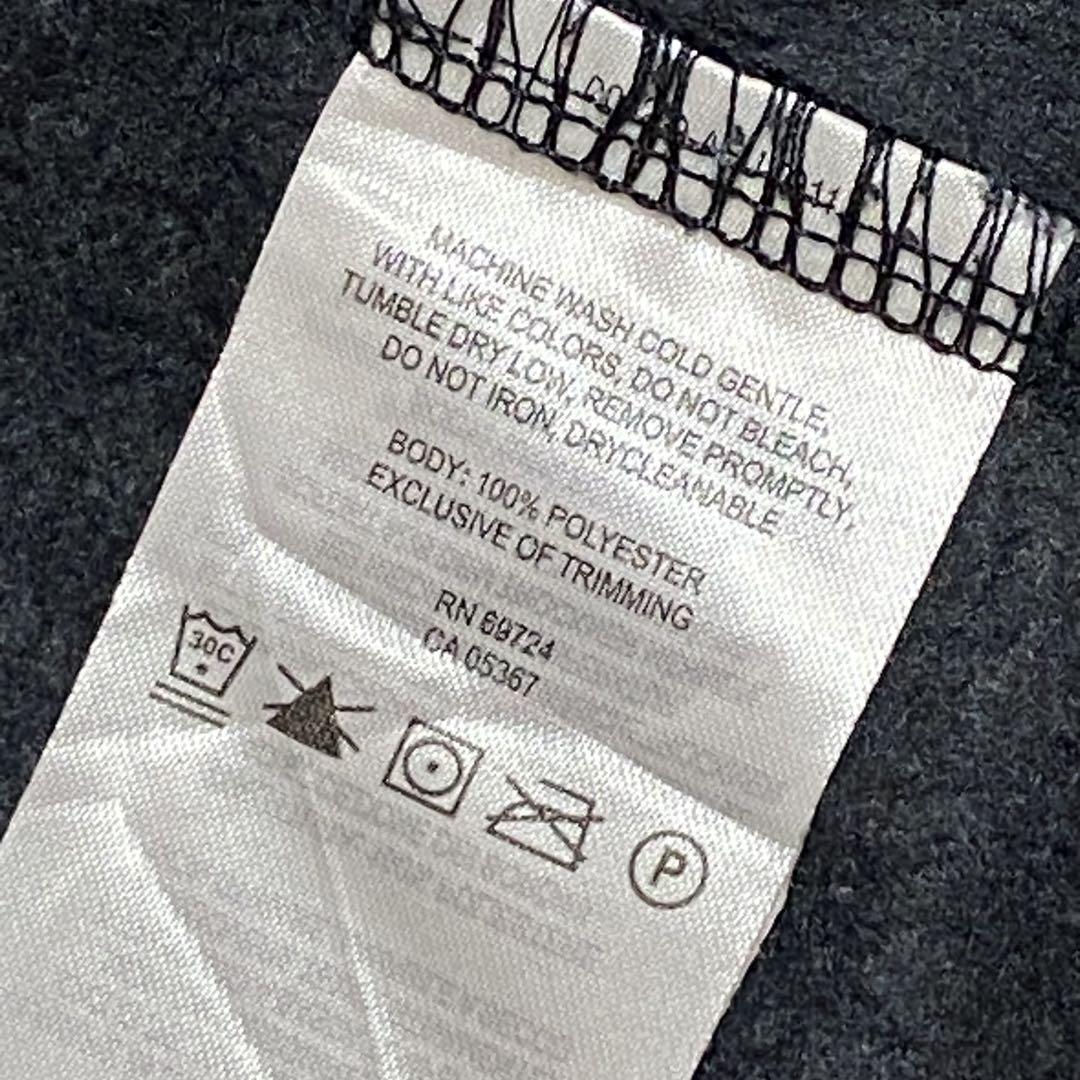 MACHINE WASH COLD GENTLE,
WITH LIKE COLORS, DO NOT BLEACH,
TUMBLE DRY LOW, REMOVE PROMPTLY,
DO NOT IRON, DRYCLEANABLE
BODY: 100% POLYESTER
EXCLUSIVE OF TRIMMING
RN 69724
CA 05367
30C
P